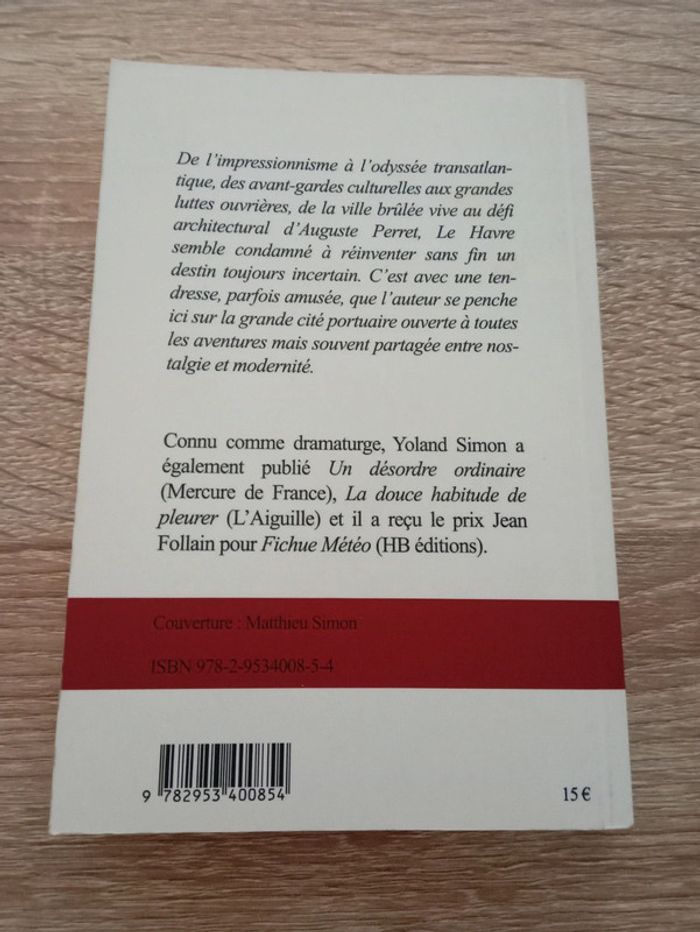 De l'impressionnisme à l'odyssée transatlan-
tique, des avant-gardes culturelles aux grandes
luttes ouvrières, de la ville brûlée vive au défi
architectural d'Auguste Perret, Le Havre
semble condamné à réinventer sans fin un
destin toujours incertain. C'est avec une ten-
dresse, parfois amusée, que l'auteur se penche
ici sur la grande cité portuaire ouverte à toutes
les aventures mais souvent partagée entre nos-
talgie et modernité.
Connu comme dramaturge, Yoland Simon a
également publié Un désordre ordinaire
(Mercure de France), La douce habitude de
pleurer (L'Aiguille) et il a reçu le prix Jean
Follain pour Fichue Météo (HB éditions).
Couverture : Matthieu Simon
ISBN 978-2-9534008-5-4
9 782953 400854
15 €